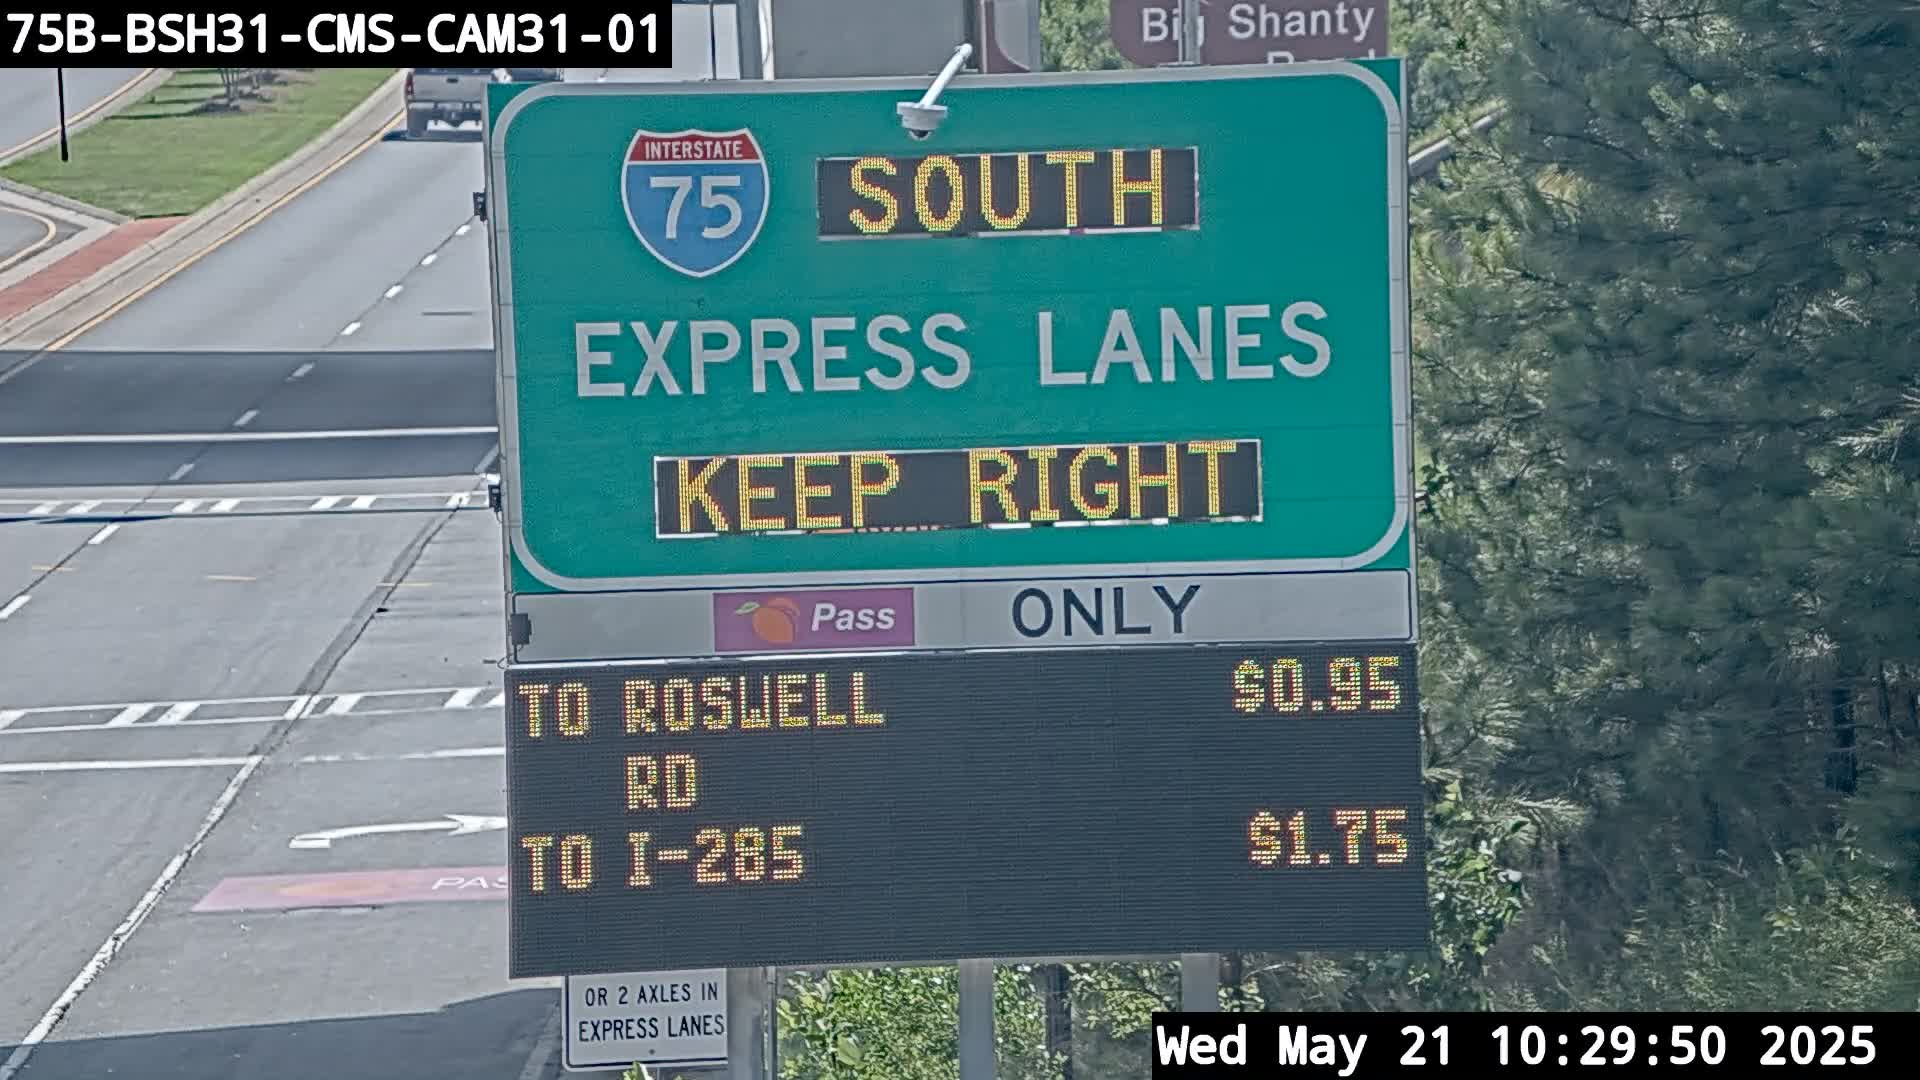 75B-BSH31-CMS-CAM31-01
Big Shanty
INTERSTATE
75
SOUTH
EXPRESS LANES
KEEP RIGHT
Pass ONLY
TO ROSWELL $0.95
RD
TO I-285 $1.75
PAS
OR 2 AXLES IN
EXPRESS LANES
Wed May 21 10:29:50 2025